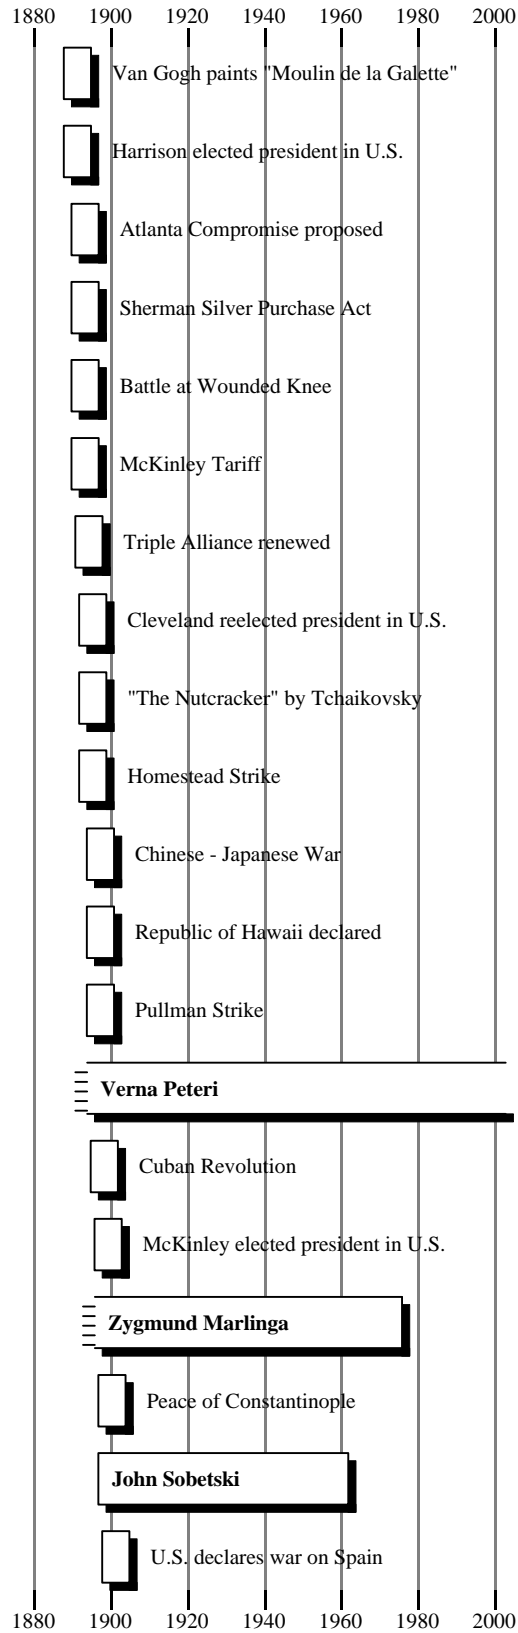 1880 1900 1920 1940 1960 1980 2000
Van Gogh paints "Moulin de la Galette"
Harrison elected president in U.S.
Atlanta Compromise proposed
Sherman Silver Purchase Act
Battle at Wounded Knee
McKinley Tariff
Triple Alliance renewed
Cleveland reelected president in U.S.
"The Nutcracker" by Tchaikovsky
Homestead Strike
Chinese - Japanese War
Republic of Hawaii declared
Pullman Strike
Verna Peteri
Cuban Revolution
McKinley elected president in U.S.
Zygmund Marlinga
Peace of Constantinople
John Sobetski
U.S. declares war on Spain
1880 1900 1920 1940 1960 1980 2000